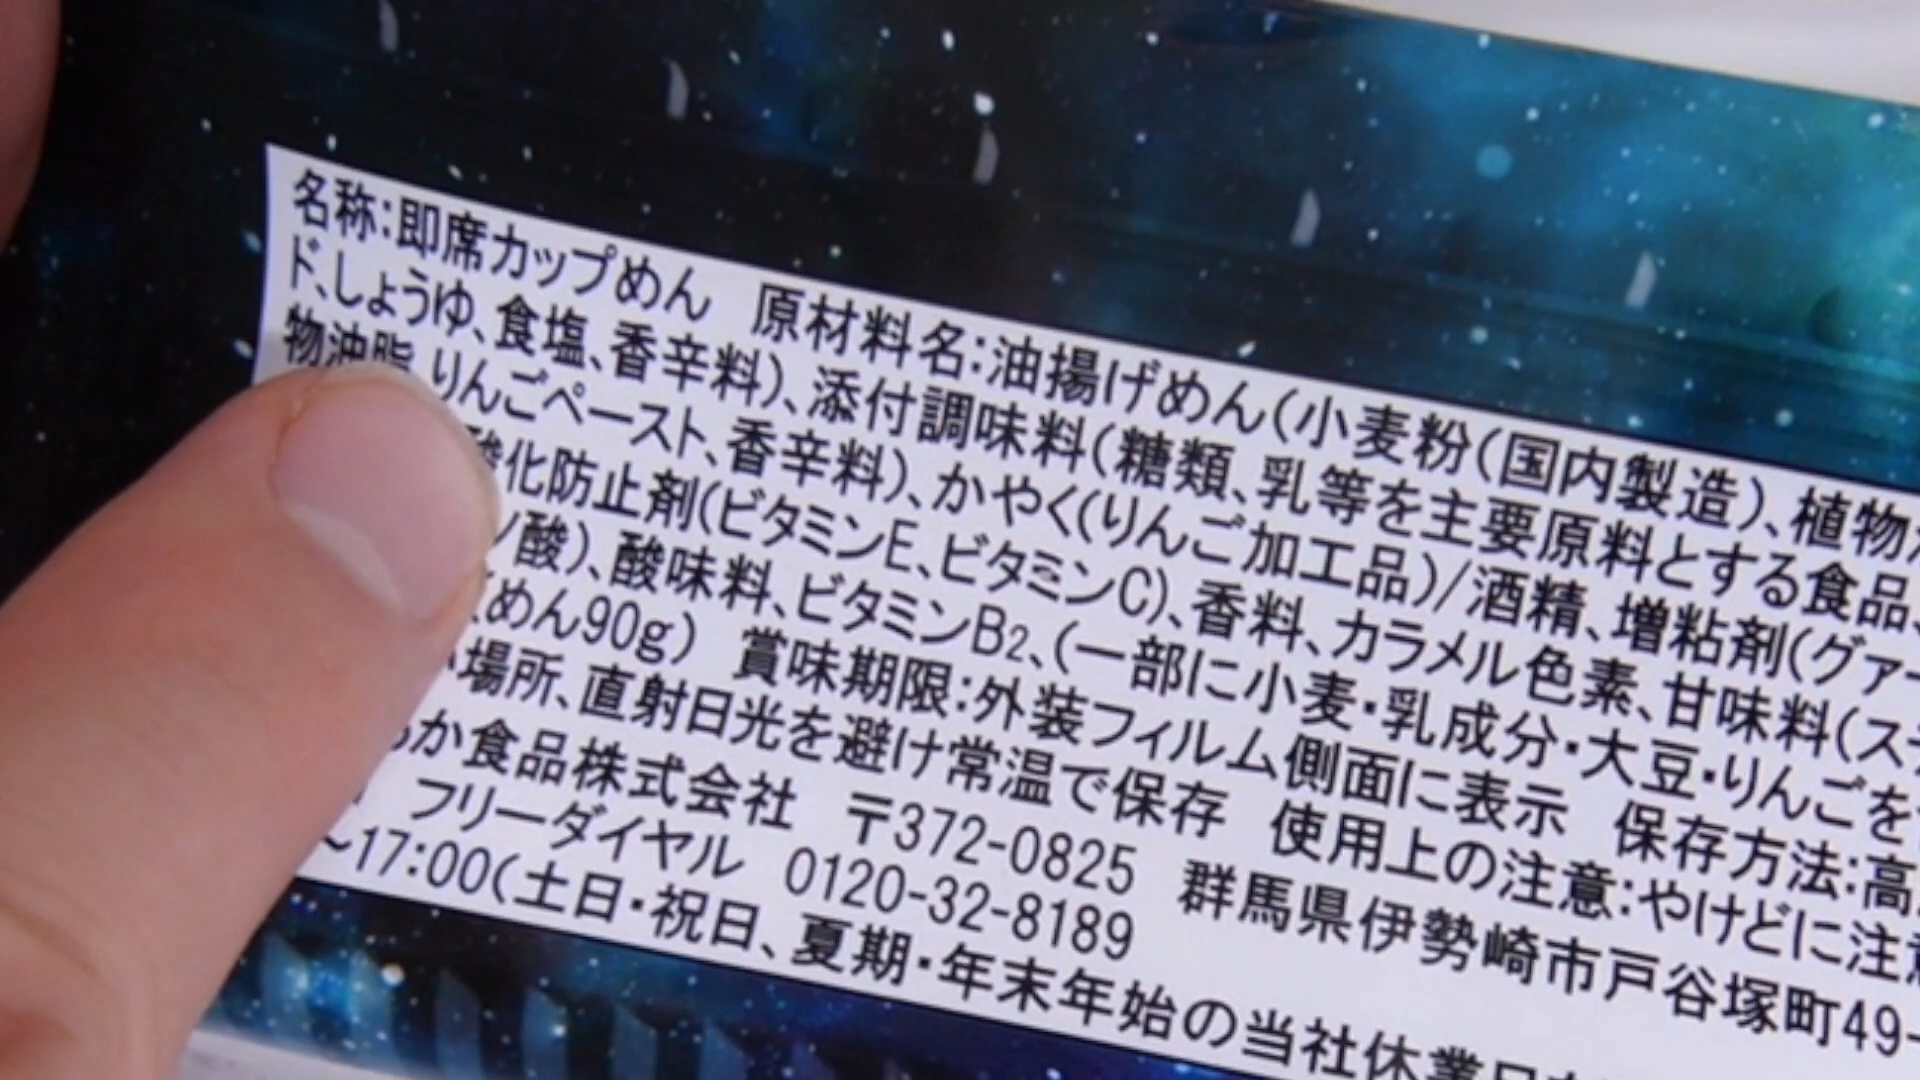 名称:即席カップめん 原材料名:油揚げめん(小麦粉(国内製造)、植物
ド、しょうゆ、食塩、香辛料)、添付調味料(糖類、乳等を主要原料とする食品、
物油脂 りんごペースト、香辛料)、かやく(りんご加工品)/酒精、増粘剤(グァー
酸化防止剤(ビタミンE、ビタミンC)、香料、カラメル色素、甘味料(ステ
ノ酸)、酸味料、ビタミンB2、(一部に小麦・乳成分・大豆・りんごを
めん90g) 賞味期限:外装フィルム側面に表示 保存方法:高
場所、直射日光を避け常温で保存 使用上の注意:やけどに注意
か食品株式会社 〒372-0825 群馬県伊勢崎市戸谷塚町49-
フリーダイヤル 0120-32-8189
~17:00(土日・祝日、夏期・年末年始の当社休業日